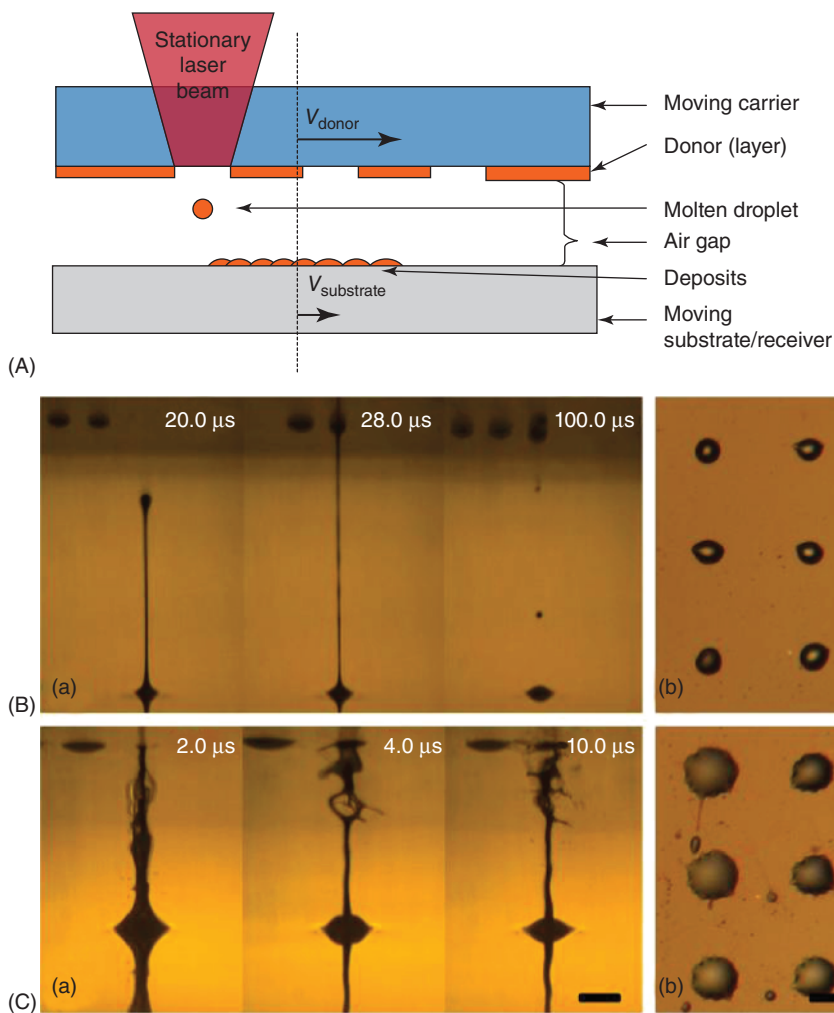 Stationary
laser
beam
Vdonor
Moving carrier
Donor (layer)
Molten droplet
Air gap
Deposits
Vsubstrate
Moving
substrate/receiver
(A)
20.0 µs
28.0 µs
100.0 µs
(a)
(b)
(B)
2.0 µs
4.0 µs
10.0 µs
(a)
(b)
(C)